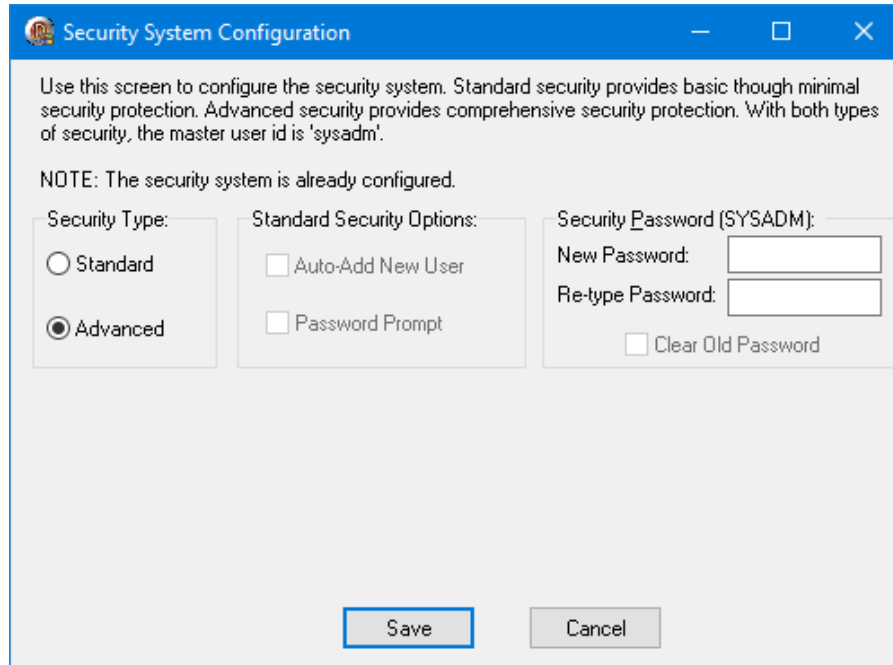 Security System Configuration
Use this screen to configure the security system. Standard security provides basic though minimal
security protection. Advanced security provides comprehensive security protection. With both types
of security, the master user id is 'sysadm'.
NOTE: The security system is already configured.
Security Type:
Standard
Advanced
Standard Security Options:
Auto-Add New User
Password Prompt
Security Password (SYSADM):
New Password:
Re-type Password:
Clear Old Password
Save
Cancel